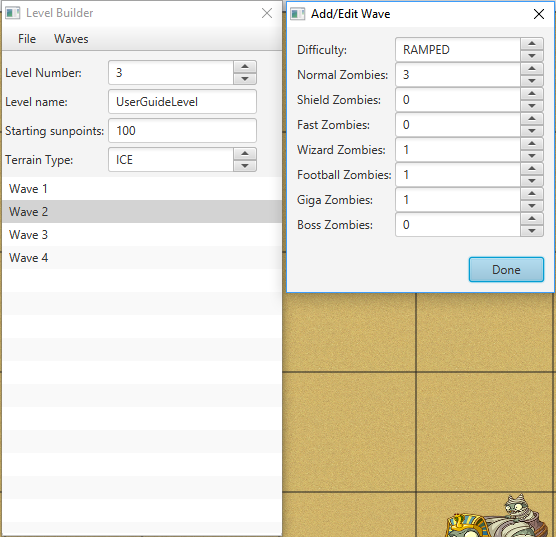 Level Builder
File Waves
Level Number: 3
Level name: UserGuideLevel
Starting sunpoints: 100
Terrain Type: ICE
Wave 1
Wave 2
Wave 3
Wave 4
Add/Edit Wave
Difficulty: RAMPED
Normal Zombies: 3
Shield Zombies: 0
Fast Zombies: 0
Wizard Zombies: 1
Football Zombies: 1
Giga Zombies: 1
Boss Zombies: 0
Done